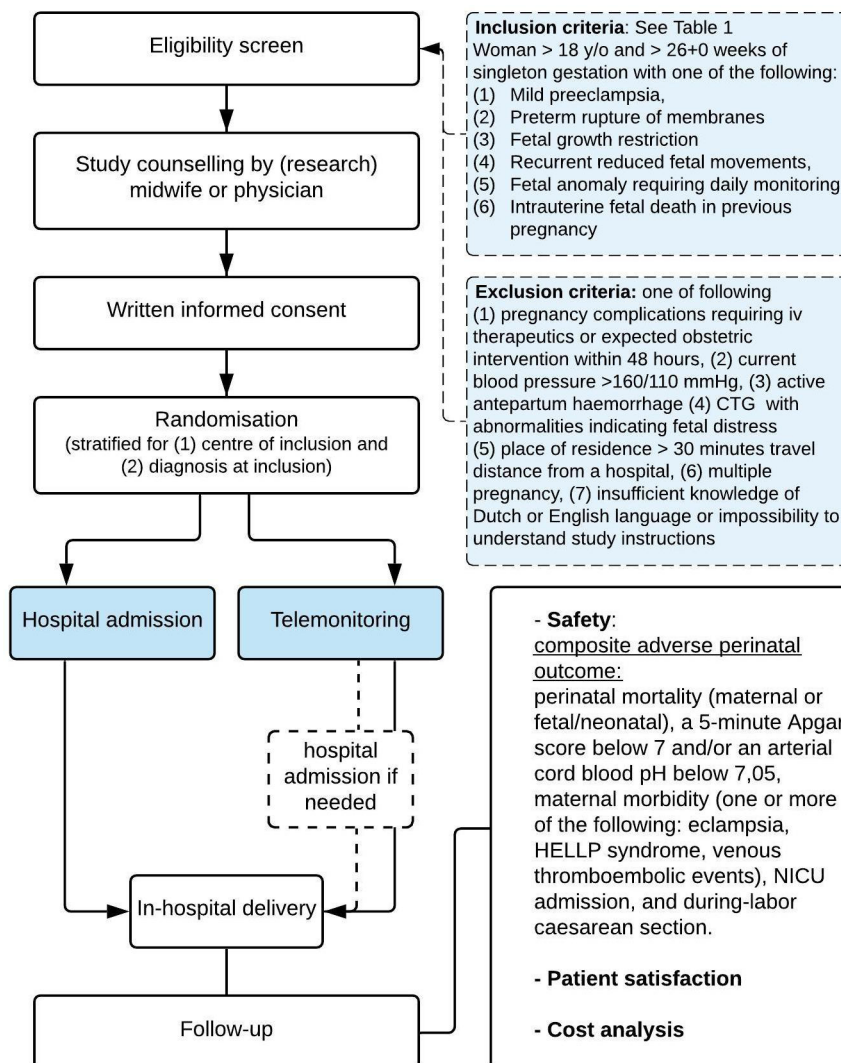 Eligibility screen
Study counselling by (research)
midwife or physician
Written informed consent
Randomisation
(stratified for (1) centre of inclusion and
(2) diagnosis at inclusion)
Hospital admission
Telemonitoring
hospital
admission if
needed
In-hospital delivery
Follow-up
Inclusion criteria: See Table 1
Woman > 18 y/o and > 26+0 weeks of
singleton gestation with one of the following:
(1) Mild preeclampsia,
(2) Preterm rupture of membranes
(3) Fetal growth restriction
(4) Recurrent reduced fetal movements,
(5) Fetal anomaly requiring daily monitoring
(6) Intrauterine fetal death in previous
pregnancy
Exclusion criteria: one of following
(1) pregnancy complications requiring iv
therapeutics or expected obstetric
intervention within 48 hours, (2) current
blood pressure >160/110 mmHg, (3) active
antepartum haemorrhage (4) CTG with
abnormalities indicating fetal distress
(5) place of residence > 30 minutes travel
distance from a hospital, (6) multiple
pregnancy, (7) insufficient knowledge of
Dutch or English language or impossibility to
understand study instructions
- Safety:
composite adverse perinatal
outcome:
perinatal mortality (maternal or
fetal/neonatal), a 5-minute Apgar
score below 7 and/or an arterial
cord blood pH below 7,05,
maternal morbidity (one or more
of the following: eclampsia,
HELLP syndrome, venous
thromboembolic events), NICU
admission, and during-labor
caesarean section.
- Patient satisfaction
- Cost analysis